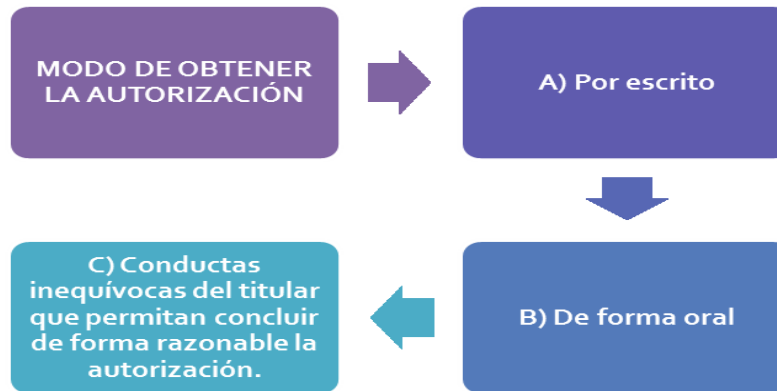 MODO DE OBTENER
LA AUTORIZACIÓN
A) Por escrito
B) De forma oral
C) Conductas
inequívocas del titular
que permitan concluir
de forma razonable la
autorización.